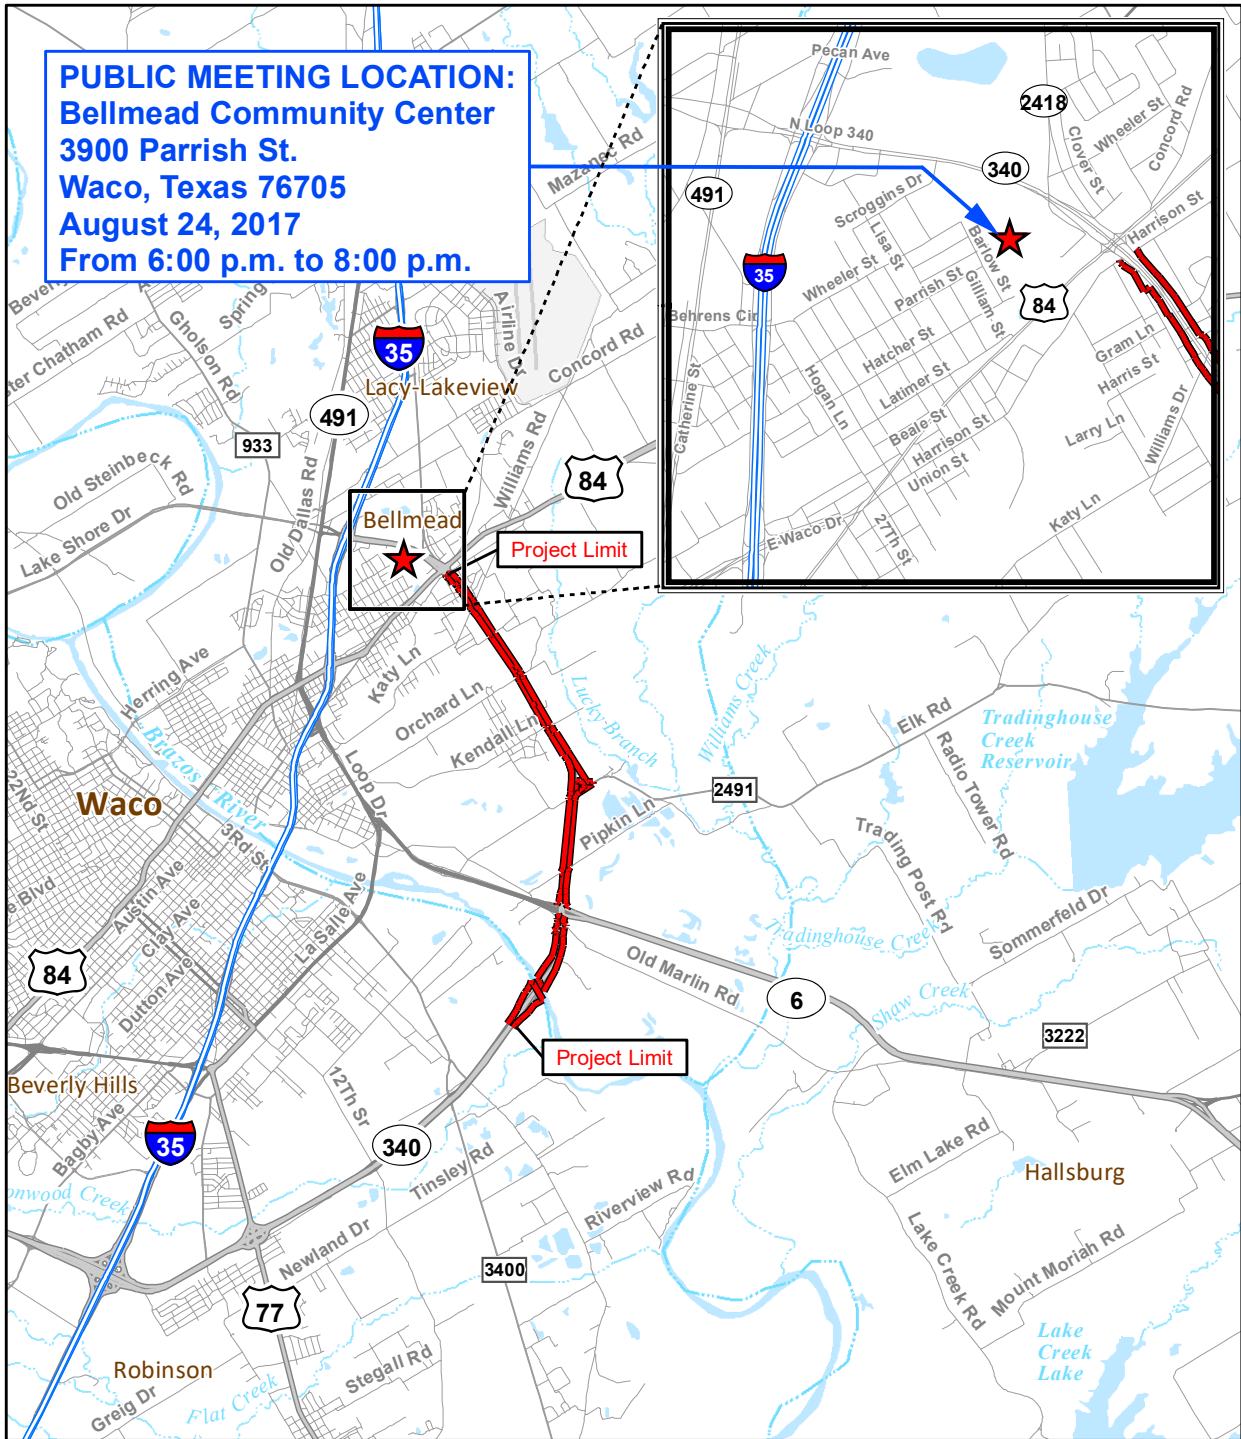 PUBLIC MEETING LOCATION:
Bellmead Community Center
3900 Parrish St.
Waco, Texas 76705
August 24, 2017
From 6:00 p.m. to 8:00 p.m.
Pecan Ave
N Loop 340
2418
Wheeler St
Concord Rd
Clover St
340
491
Scroggins Dr
Lisa St
Barlow St
Harrison St
Wheeler St
Parrish St
Gilliam St
35
84
Behrens Cir
Hatcher St
Gram Ln
Harris St
Latimer St
Hogan Ln
Catherine St
Beale St
Harrison St
Union St
Larry Ln
Williams Dr
Katy Ln
27Th St
E Waco Dr
Mazanec Rd
Spring
Gholson Rd
ster Chatham Rd
Airline Dr
Concord Rd
35
Lacy-Lakeview
491
933
Williams Rd
84
Old Steinbeck Rd
Lake Shore Dr
Old Dallas Rd
Bellmead
Project Limit
Herring Ave
Katy Ln
Orchard Ln
Kendall Ln
Lucky Branch
Williams Creek
Elk Rd
Tradinghouse
Creek
Reservoir
Radio Tower Rd
Brazos River
Loop Dr
2491
Pipkin Ln
Waco
22Nd St
3Rd St
Trading Post Rd
e Blvd
Austin Ave
Clay Ave
La Salle Ave
Dutton Ave
84
Sommerfeld Dr
Tradinghouse Creek
Old Marlin Rd
6
Shaw Creek
3222
Project Limit
Beverly Hills
Bagby Ave
35
12Th St
340
Tinsley Rd
Elm Lake Rd
Hallsburg
onwood Creek
Riverview Rd
Newland Dr
3400
Lake Creek Rd
Mount Moriah Rd
77
Robinson
Stegall Rd
Greig Dr
Flat Creek
Lake
Creek
Lake